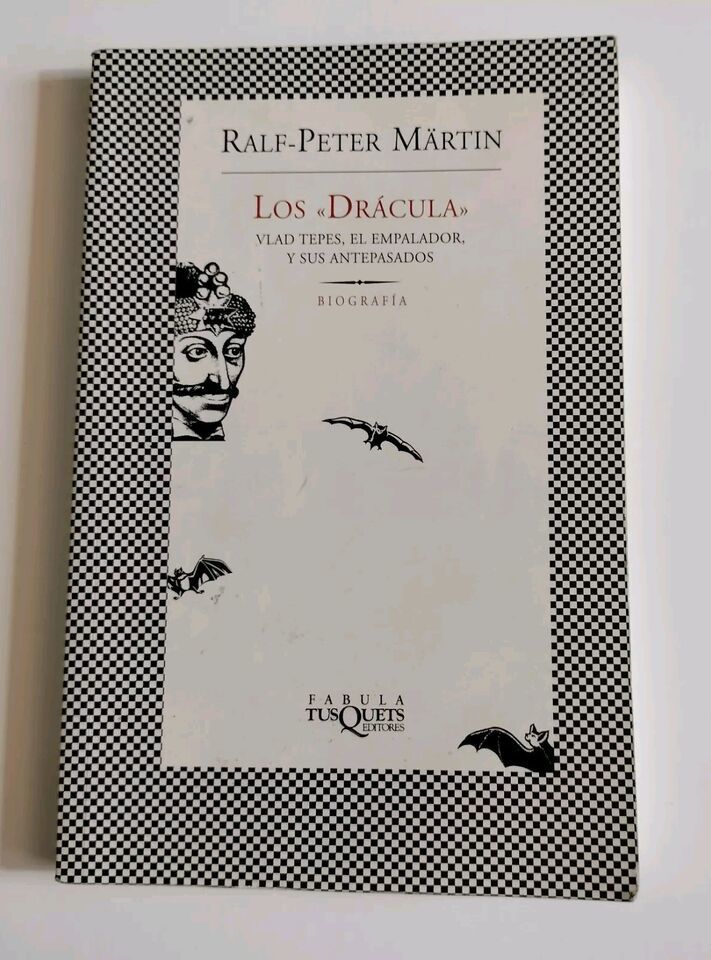 RALF-PETER MÄRTIN
LOS «DRÁCULA»
VLAD TEPES, EL EMPALADOR,
Y SUS ANTEPASADOS
BIOGRAFÍA
FABULA
TUSQUETS
EDITORES